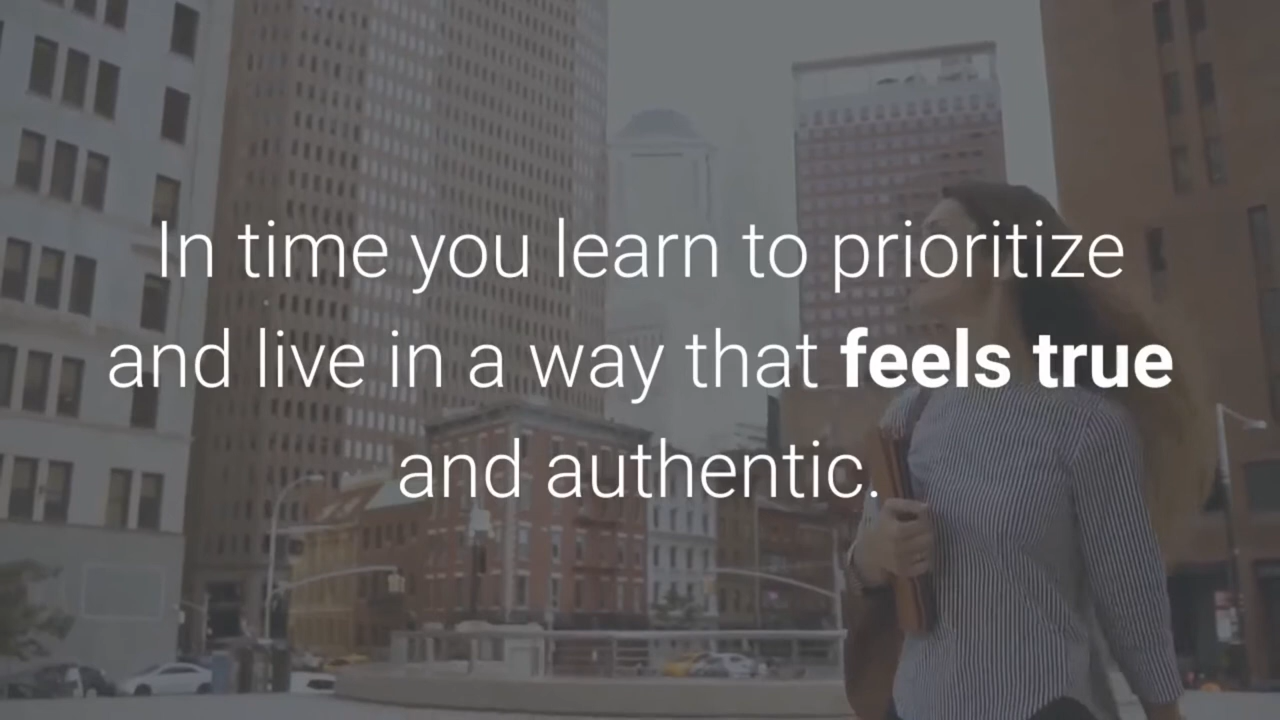 In time you learn to prioritize
and live in a way that feels true
and authentic.